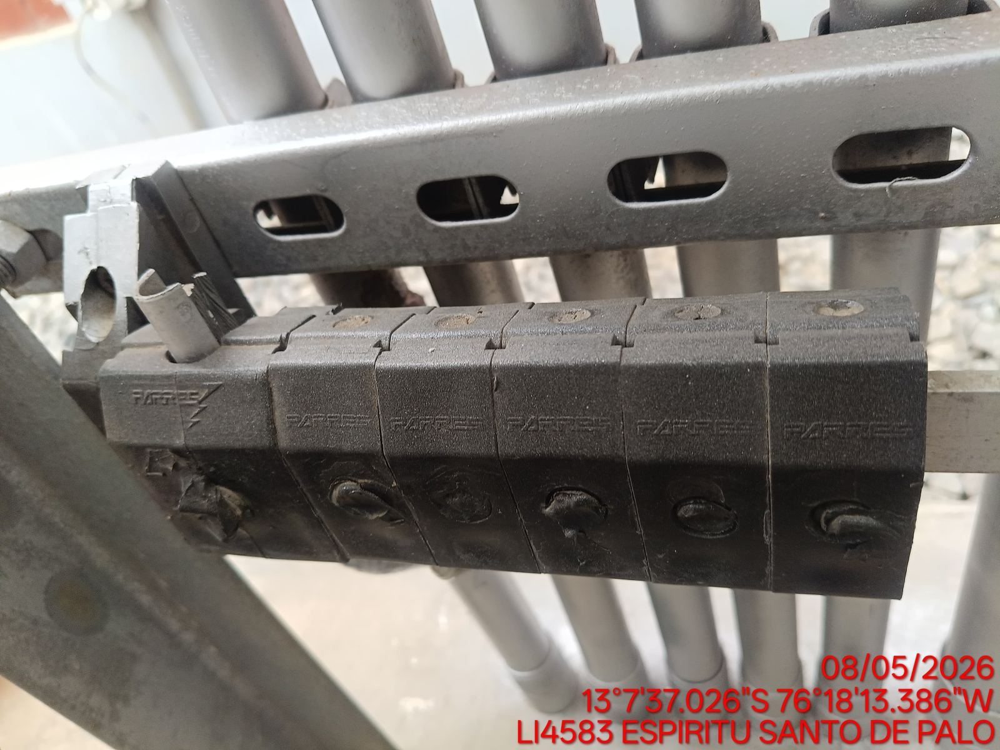 PARRES
PARRES
PARRES
PARRES
PARRES
PARRES
08/05/2026
13°7'37.026"S 76°18'13.386"W
LI4583 ESPIRITU SANTO DE PALO